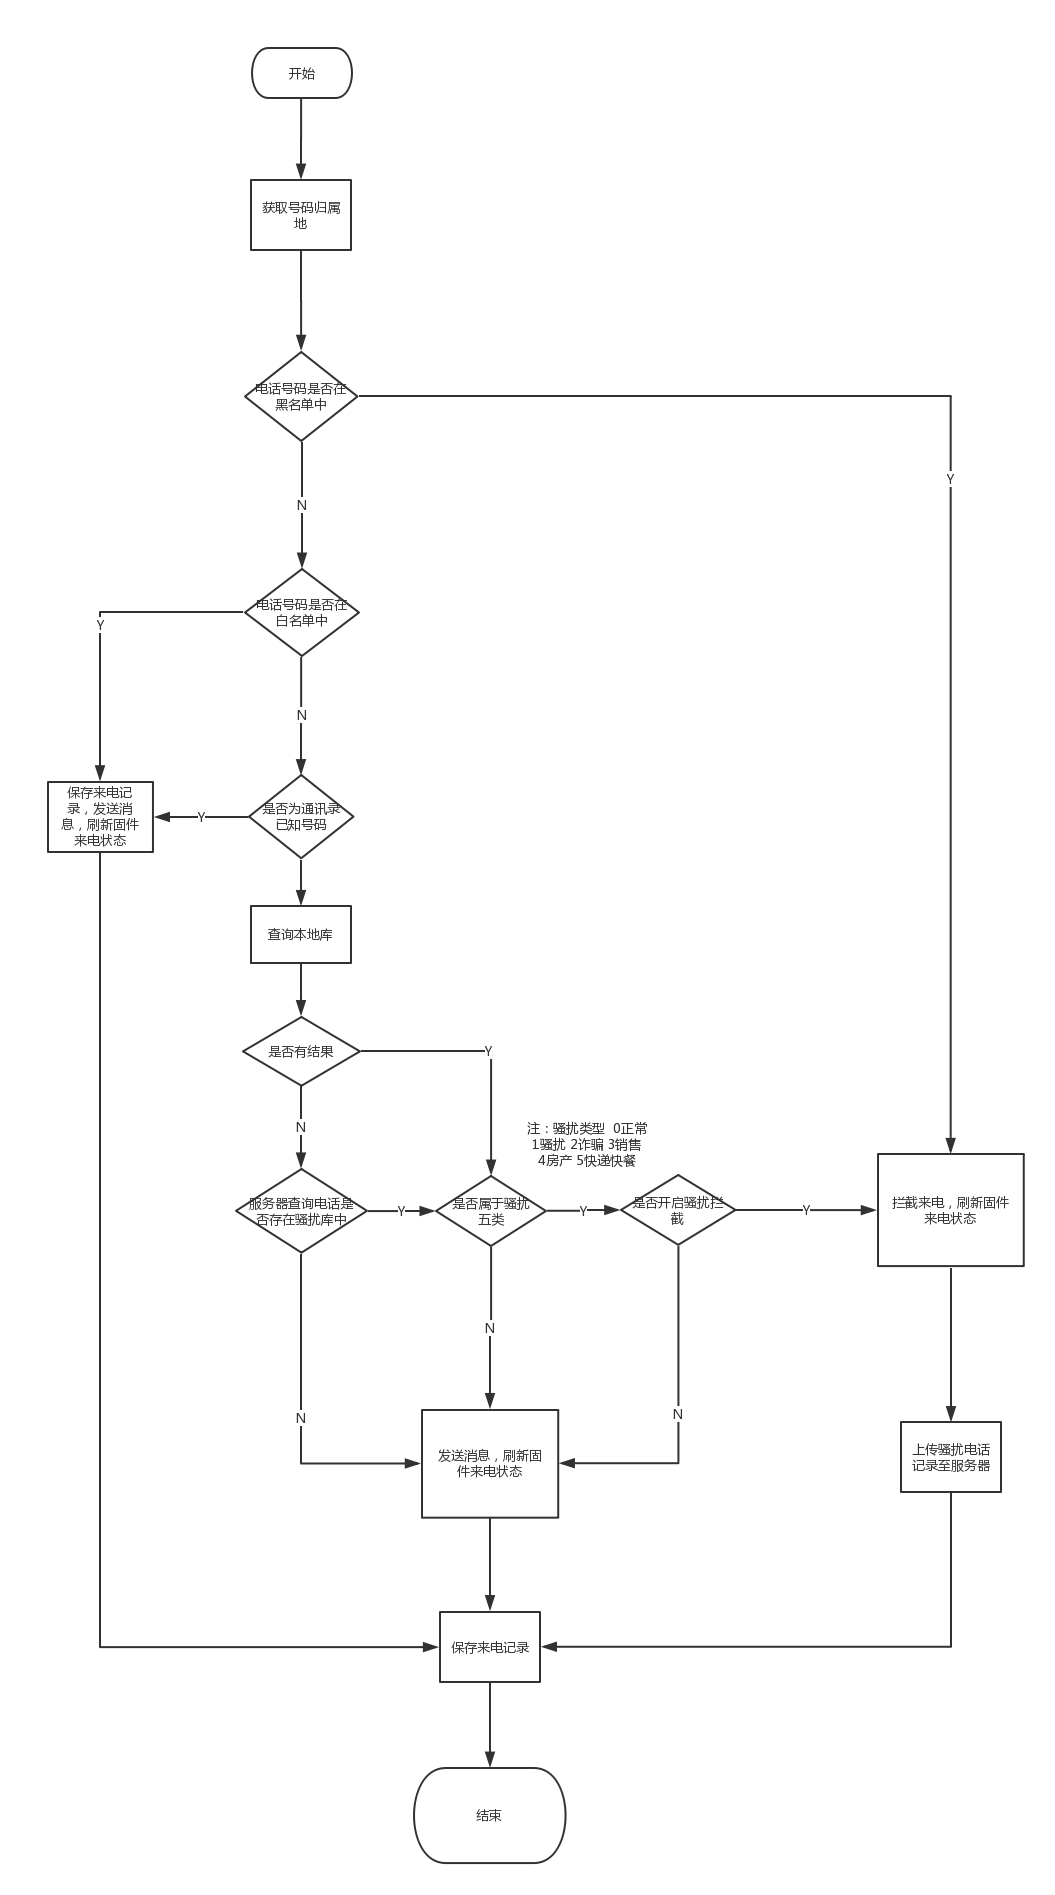 开始
获取号码归属
地
电话号码是否在
黑名单中
Y
N
电话号码是否在
白名单中
Y
N
保存来电记
录，发送消
息，刷新固件
来电状态
Y
是否为通讯录
已知号码
查询本地库
是否有结果
Y
N
注：骚扰类型  0正常
1骚扰 2诈骗 3销售
4房产 5快递快餐
服务器查询电话是
否存在骚扰库中
Y
是否属于骚扰
五类
Y
是否开启骚扰拦
截
Y
拦截来电，刷新固件
来电状态
N
N
N
发送消息，刷新固
件来电状态
上传骚扰电话
记录至服务器
保存来电记录
结束